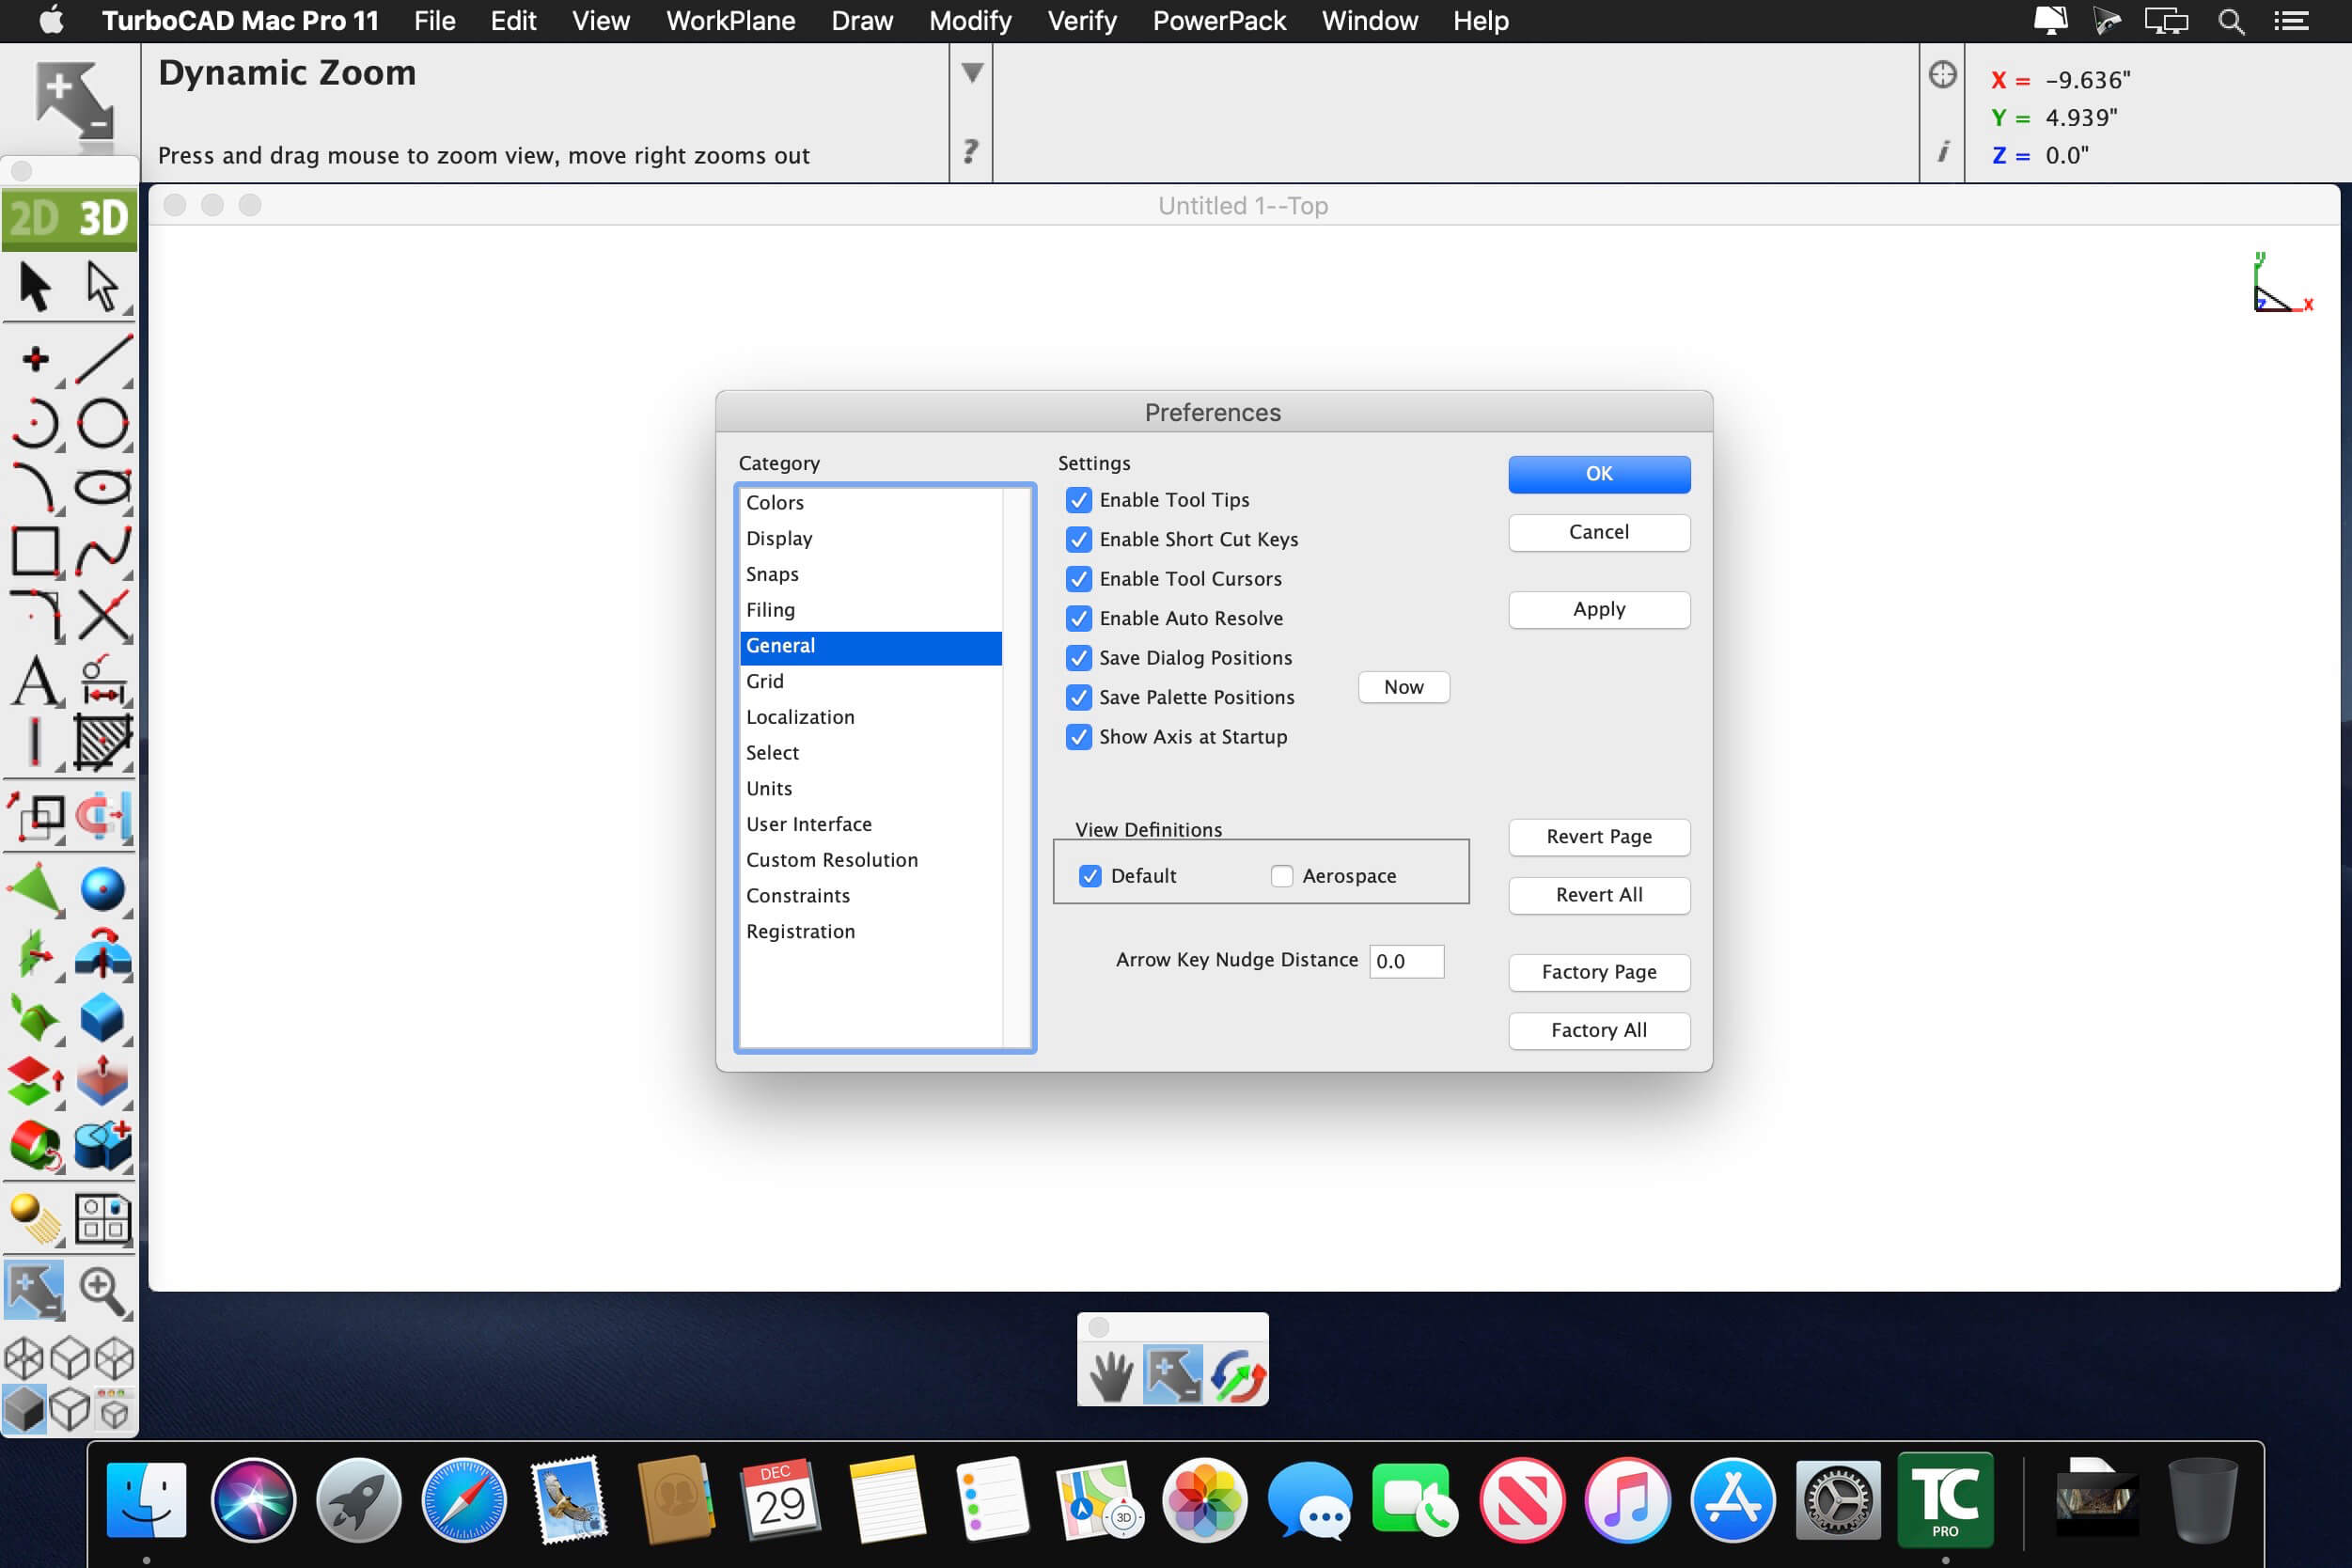 TurboCAD Mac Pro 11 File Edit View WorkPlane Draw Modify Verify PowerPack Window Help
Dynamic Zoom
Press and drag mouse to zoom view, move right zooms out
?
i
X = -9.636"
Y = 4.939"
Z = 0.0"
2D 3D
Untitled 1--Top
y
z
x
A
Preferences
Category
Colors
Display
Snaps
Filing
General
Grid
Localization
Select
Units
User Interface
Custom Resolution
Constraints
Registration
Settings
Enable Tool Tips
Enable Short Cut Keys
Enable Tool Cursors
Enable Auto Resolve
Save Dialog Positions
Save Palette Positions
Show Axis at Startup
Now
View Definitions
Default
Aerospace
Arrow Key Nudge Distance 0.0
OK
Cancel
Apply
Revert Page
Revert All
Factory Page
Factory All
DEC
29
3D
TC
PRO